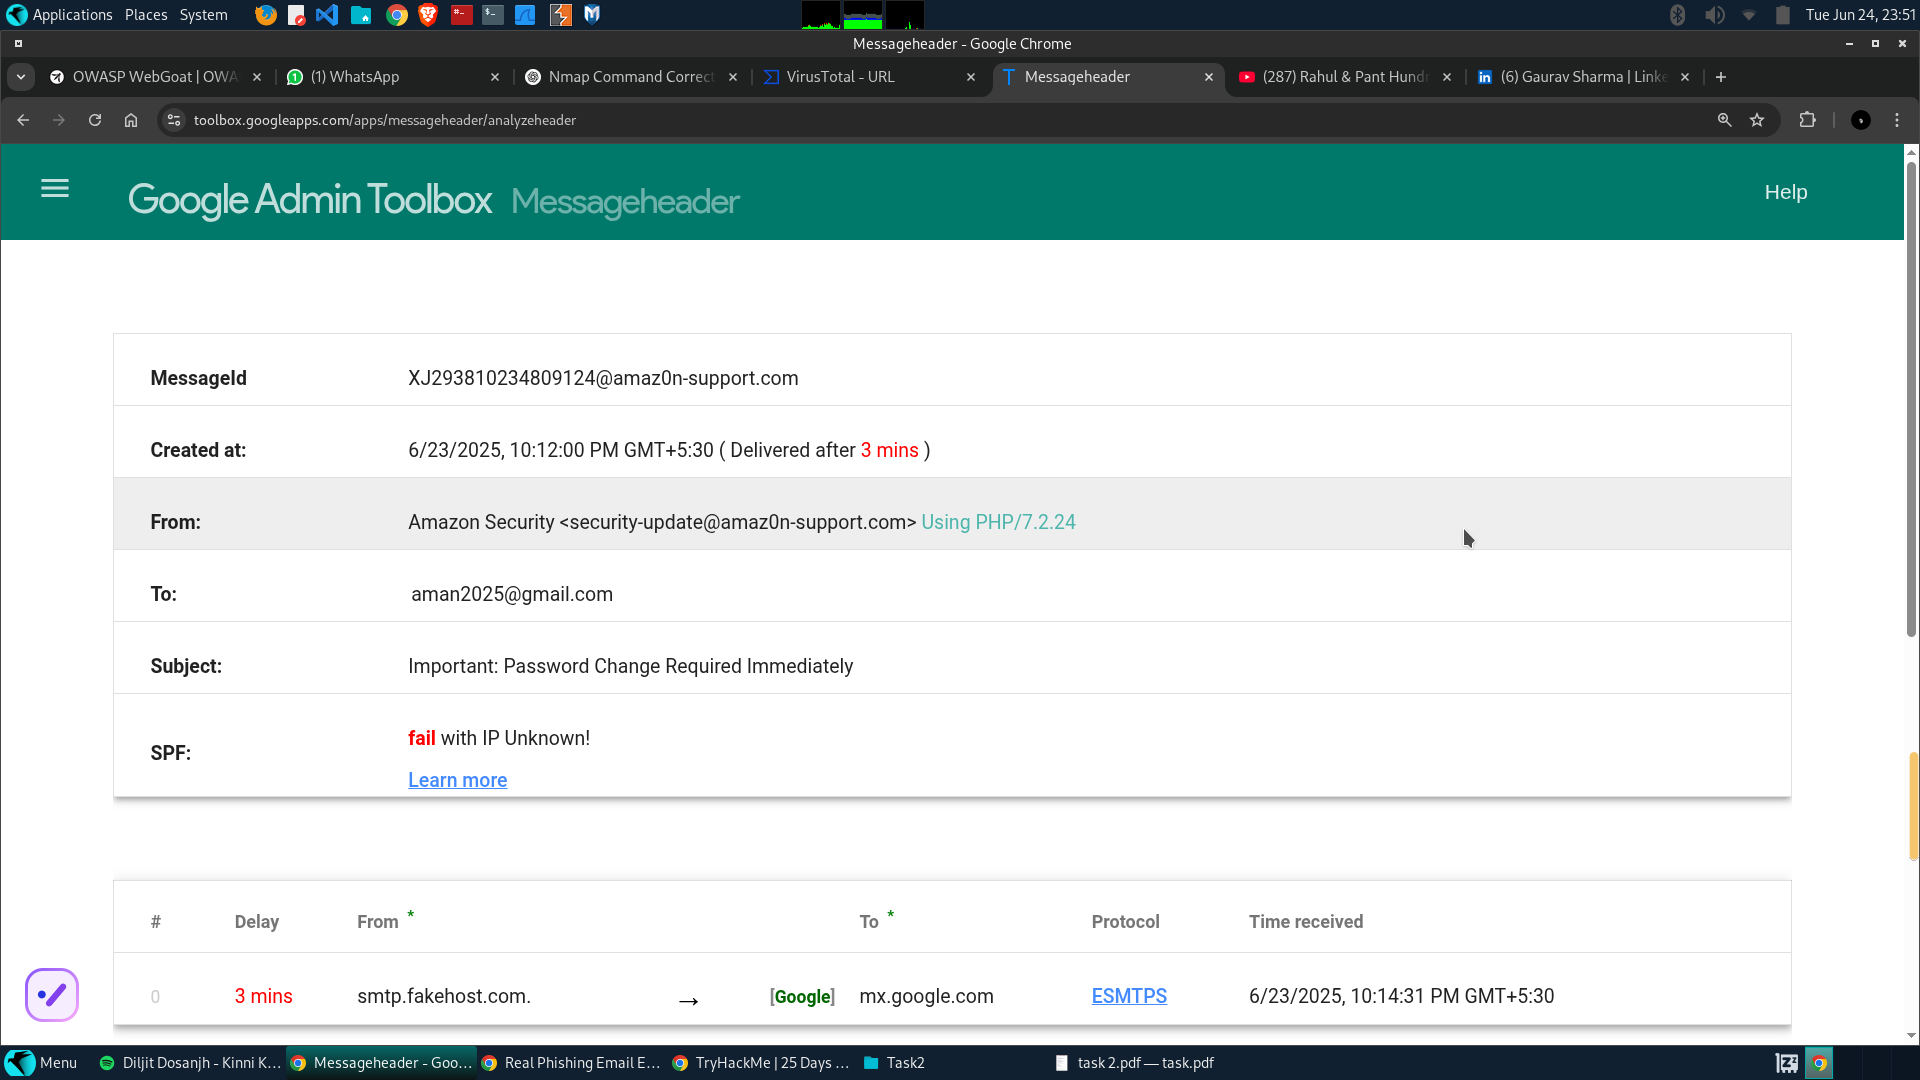 Applications Places System Tue Jun 24, 23:51
Messageheader - Google Chrome
OWASP WebGoat | OWA (1) WhatsApp Nmap Command Correct VirusTotal - URL Messageheader (287) Rahul & Pant Hund (6) Gaurav Sharma | Linke
toolbox.googleapps.com/apps/messageheader/analyzeheader
Google Admin Toolbox Messageheader Help
MessageId XJ293810234809124@amaz0n-support.com
Created at: 6/23/2025, 10:12:00 PM GMT+5:30 ( Delivered after 3 mins )
From: Amazon Security <security-update@amaz0n-support.com> Using PHP/7.2.24
To: aman2025@gmail.com
Subject: Important: Password Change Required Immediately
SPF: fail with IP Unknown!
Learn more
# Delay From * To * Protocol Time received
0 3 mins smtp.fakehost.com. → [Google] mx.google.com ESMTPS 6/23/2025, 10:14:31 PM GMT+5:30
Menu Diljit Dosanjh - Kinni K... Messageheader - Goo... Real Phishing Email E... TryHackMe | 25 Days ... Task2 task 2.pdf — task.pdf